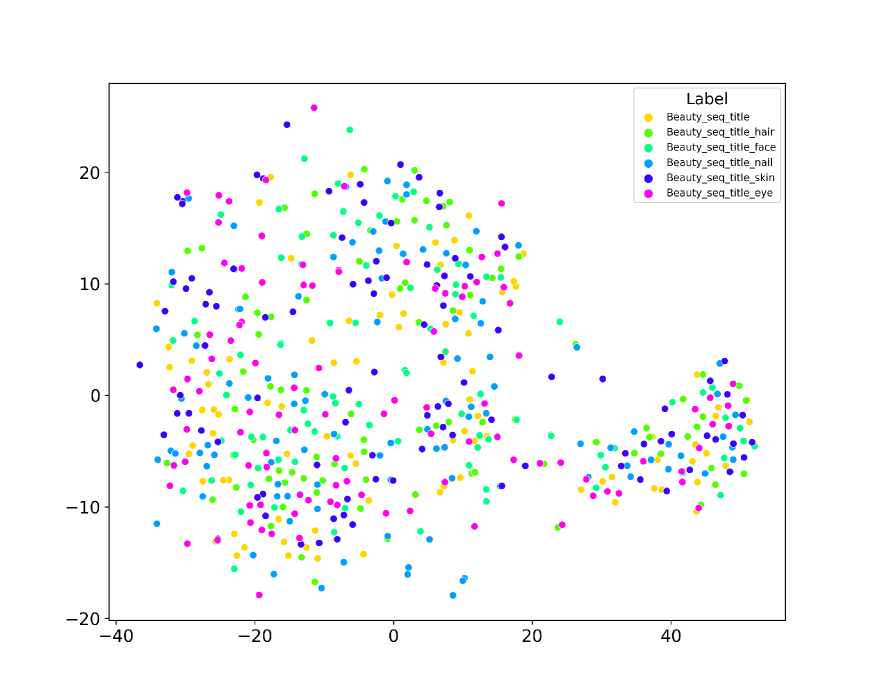 Label
Beauty_seq_title
Beauty_seq_title_hair
Beauty_seq_title_face
Beauty_seq_title_nail
Beauty_seq_title_skin
Beauty_seq_title_eye
20
10
0
−10
−20
−40 −20 0 20 40